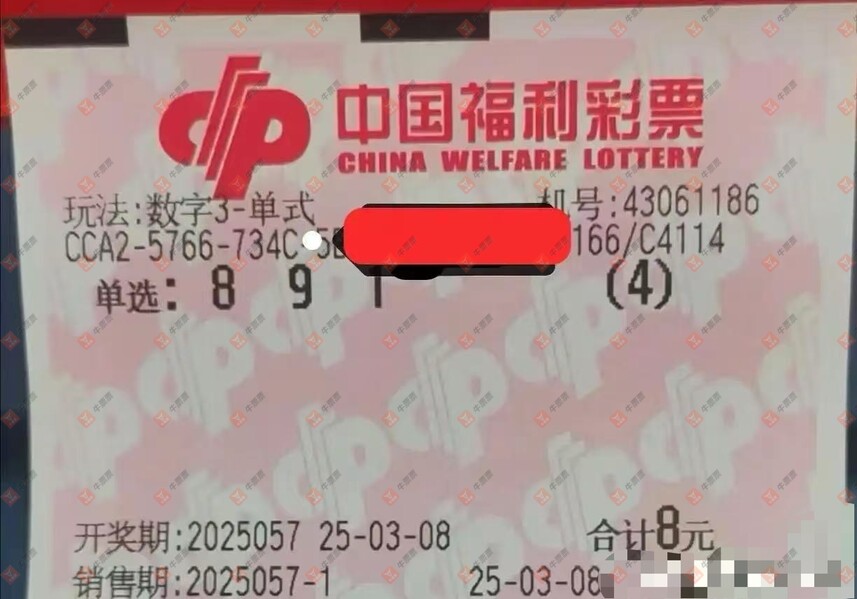 中国福利彩票
CHINA WELFARE LOTTERY
玩法:数字3-单式 机号:43061186
CCA2-5766-734C 166/C4114
单选: 8 9 1 (4)
开奖期:2025057 25-03-08 合计8元
销售期:2025057-1 25-03-08